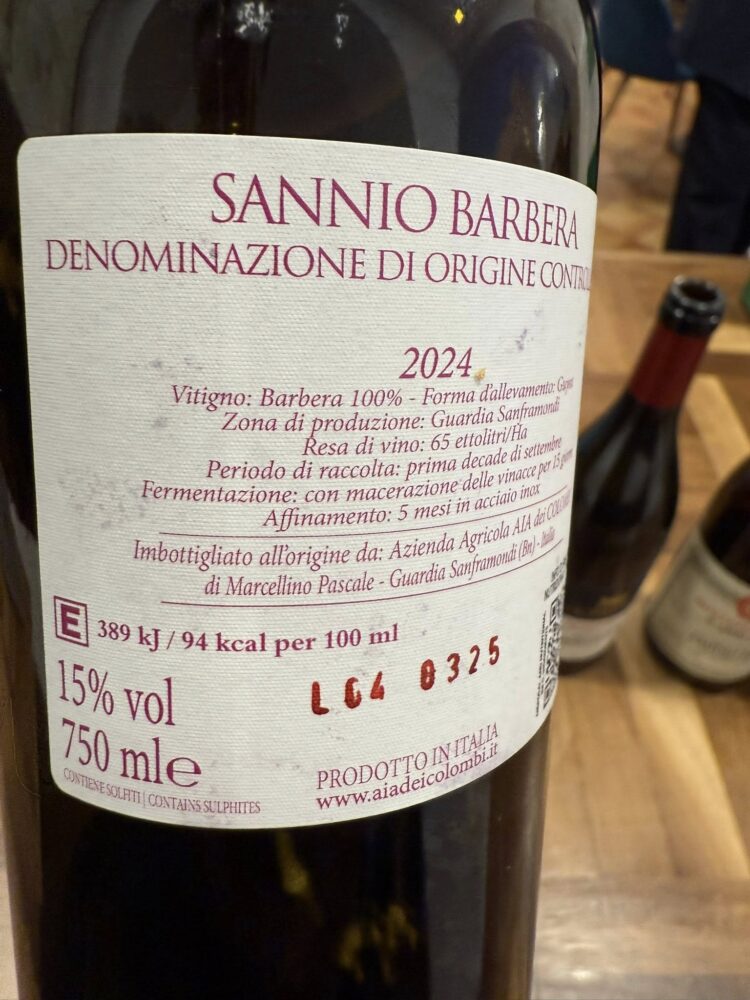 SANNIO BARBERA
DENOMINAZIONE DI ORIGINE
2024
Vitigno: Barbera 100% - Forma d'allevamento: Guyot
Zona di produzione: Guardia Sanframondi
Resa di vino: 65 ettolitri/Ha
Periodo di raccolta: prima decade di settembre
Fermentazione: con macerazione delle vinacce per 15 giorni
Affinamento: 5 mesi in acciaio inox
Imbottigliato all'origine da: Azienda Agricola AIA dei
di Marcellino Pascale - Guardia Sanframondi (Bn) - Italia
E 389 kJ / 94 kcal per 100 ml
15% vol
L C4 0325
750 ml e
CONTIENE SOLFITI | CONTAINS SULPHITES
PRODOTTO IN ITALIA
www.aiadeicolombi.it